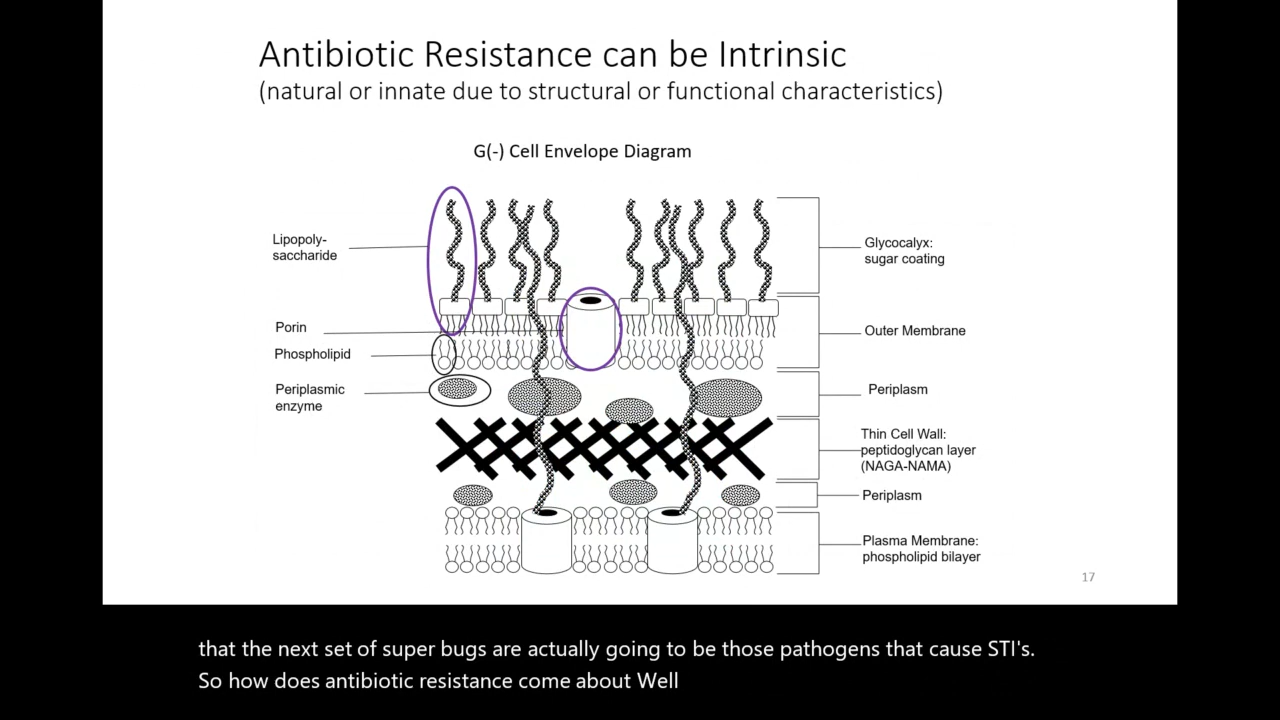 Antibiotic Resistance can be Intrinsic
(natural or innate due to structural or functional characteristics)
G(-) Cell Envelope Diagram
Lipopoly-
saccharide
Porin
Phospholipid
Periplasmic
enzyme
Glycocalyx:
sugar coating
Outer Membrane
Periplasm
Thin Cell Wall:
peptidoglycan layer
(NAGA-NAMA)
Periplasm
Plasma Membrane:
phospholipid bilayer
17
that the next set of super bugs are actually going to be those pathogens that cause STI's.
So how does antibiotic resistance come about Well